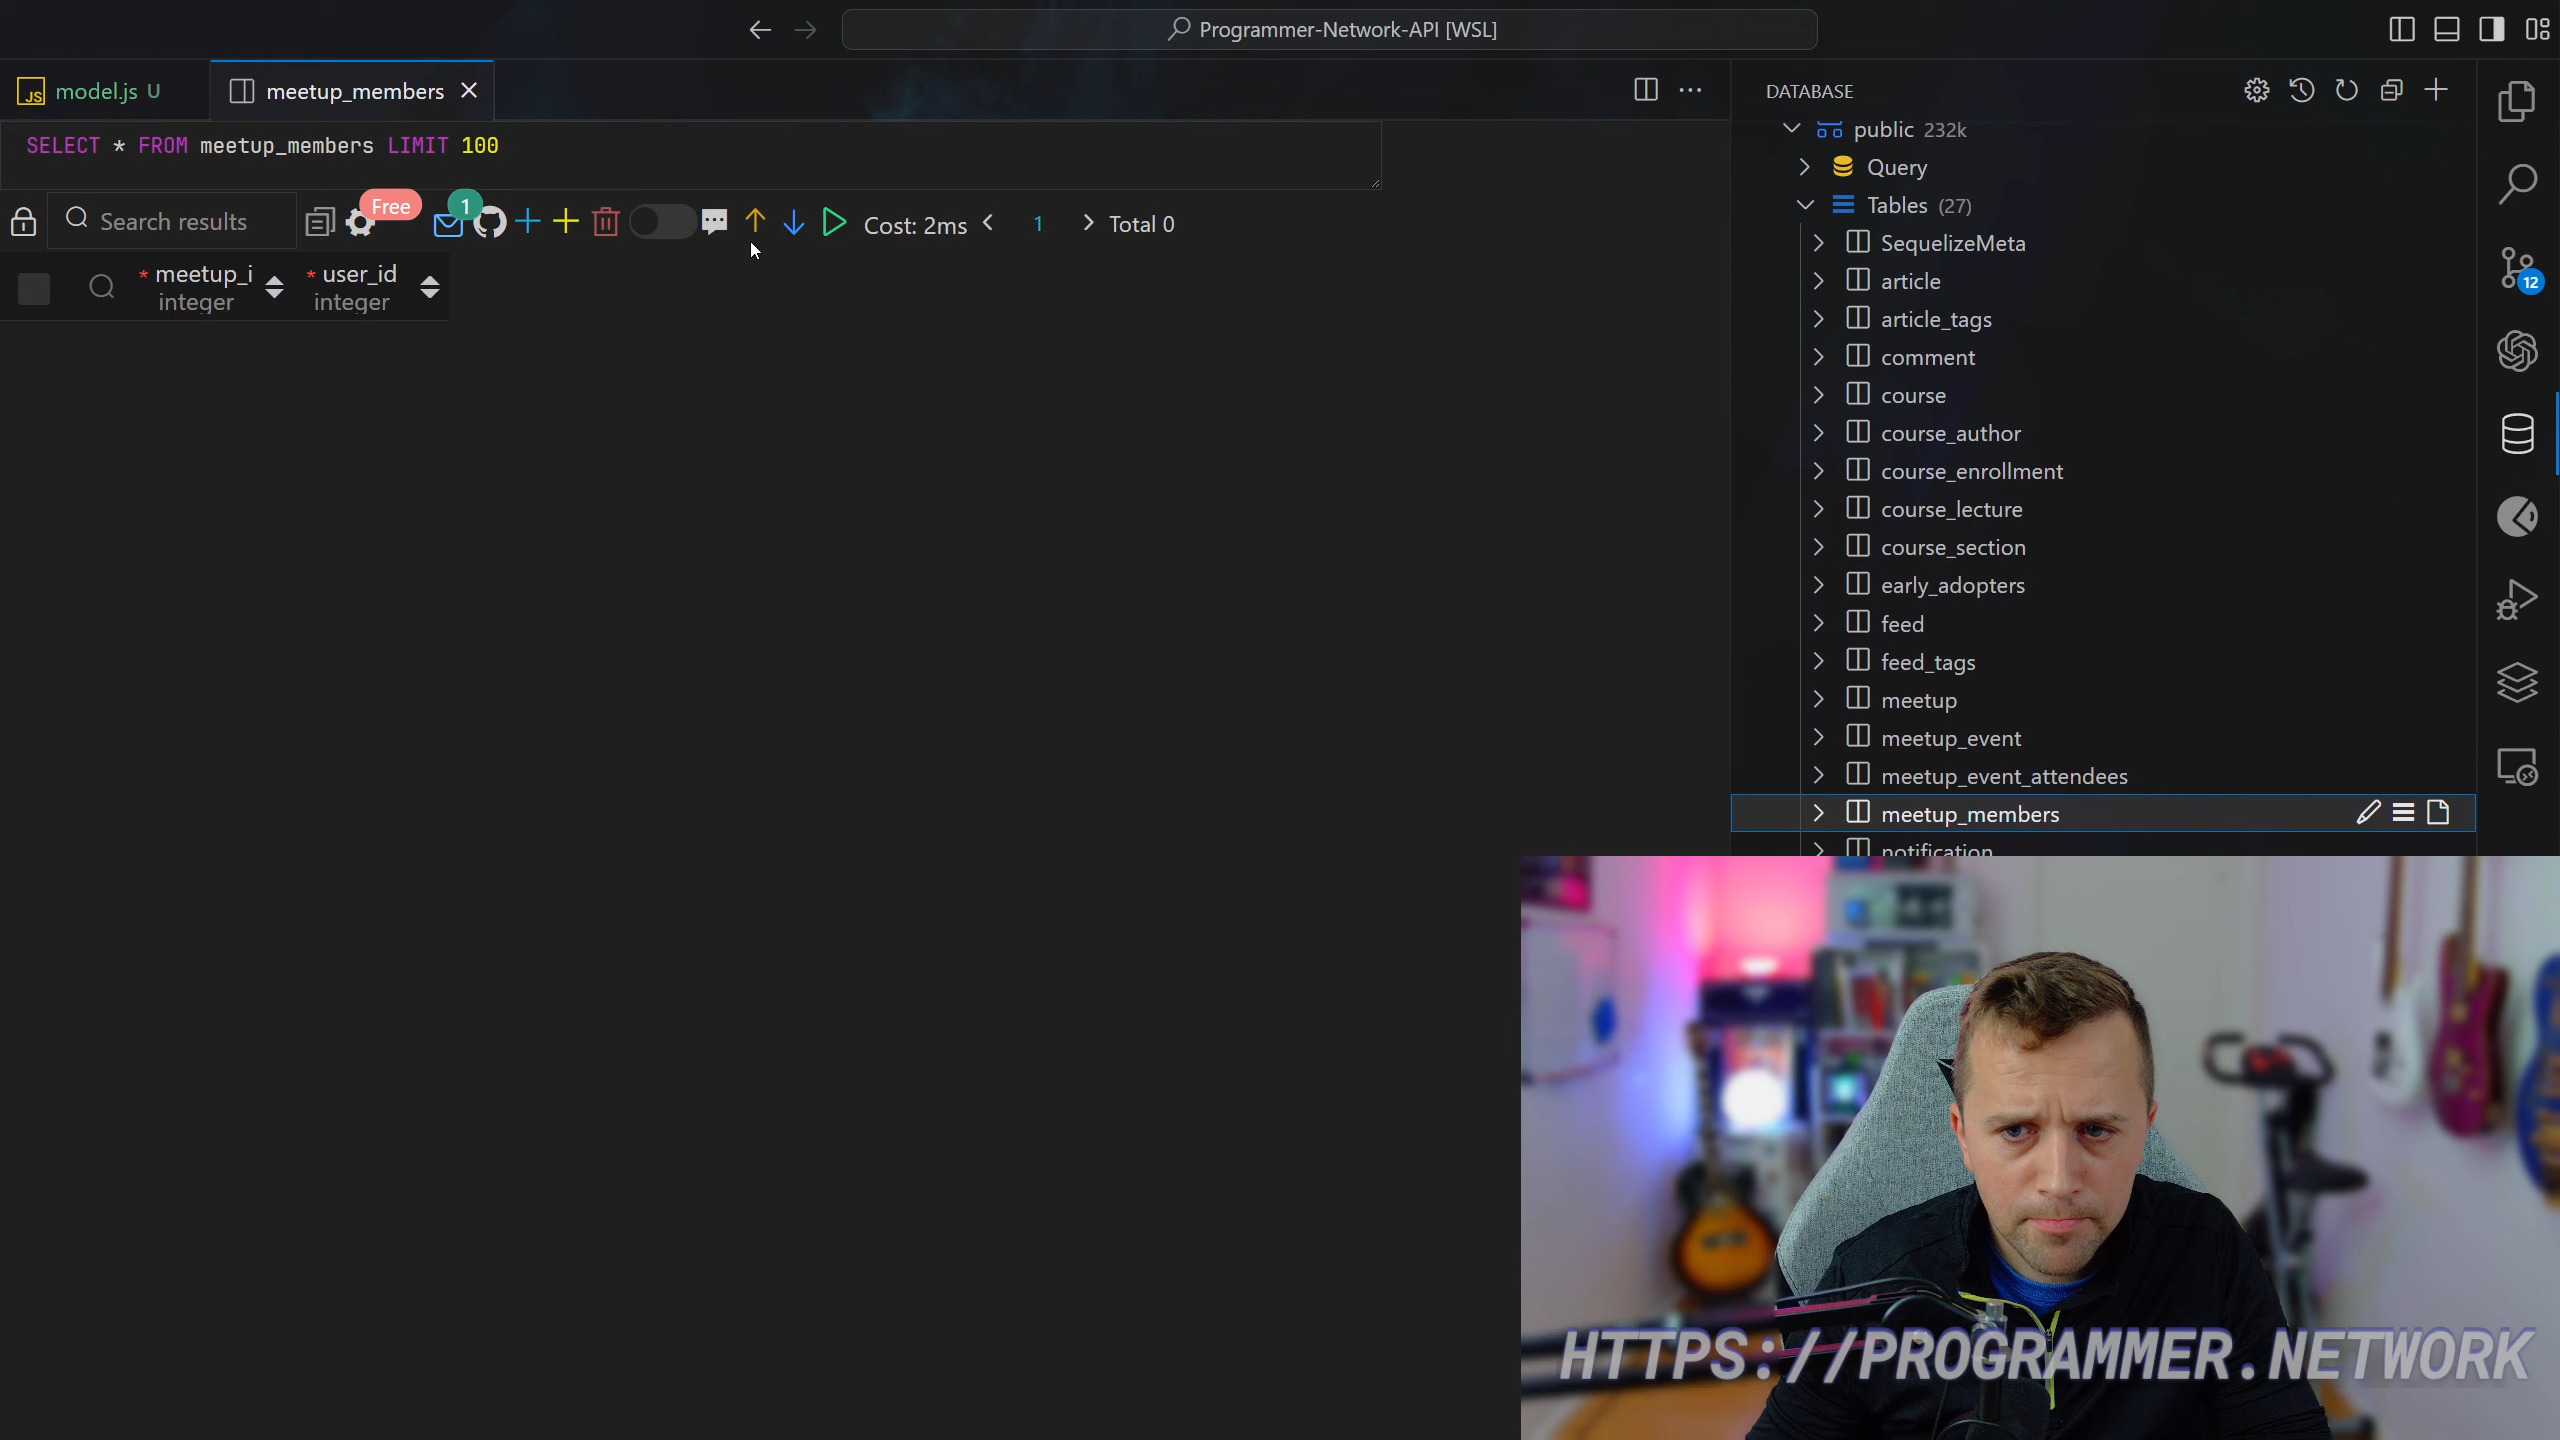 Programmer-Network-API [WSL]
model.js U
meetup_members
DATABASE
SELECT * FROM meetup_members LIMIT 100
Search results
Free
1
Cost: 2ms
1
Total 0
* meetup_i
integer
* user_id
integer
public 232k
Query
Tables (27)
SequelizeMeta
article
article_tags
comment
course
course_author
course_enrollment
course_lecture
course_section
early_adopters
feed
feed_tags
meetup
meetup_event
meetup_event_attendees
meetup_members
notification
12
HTTPS://PROGRAMMER.NETWORK